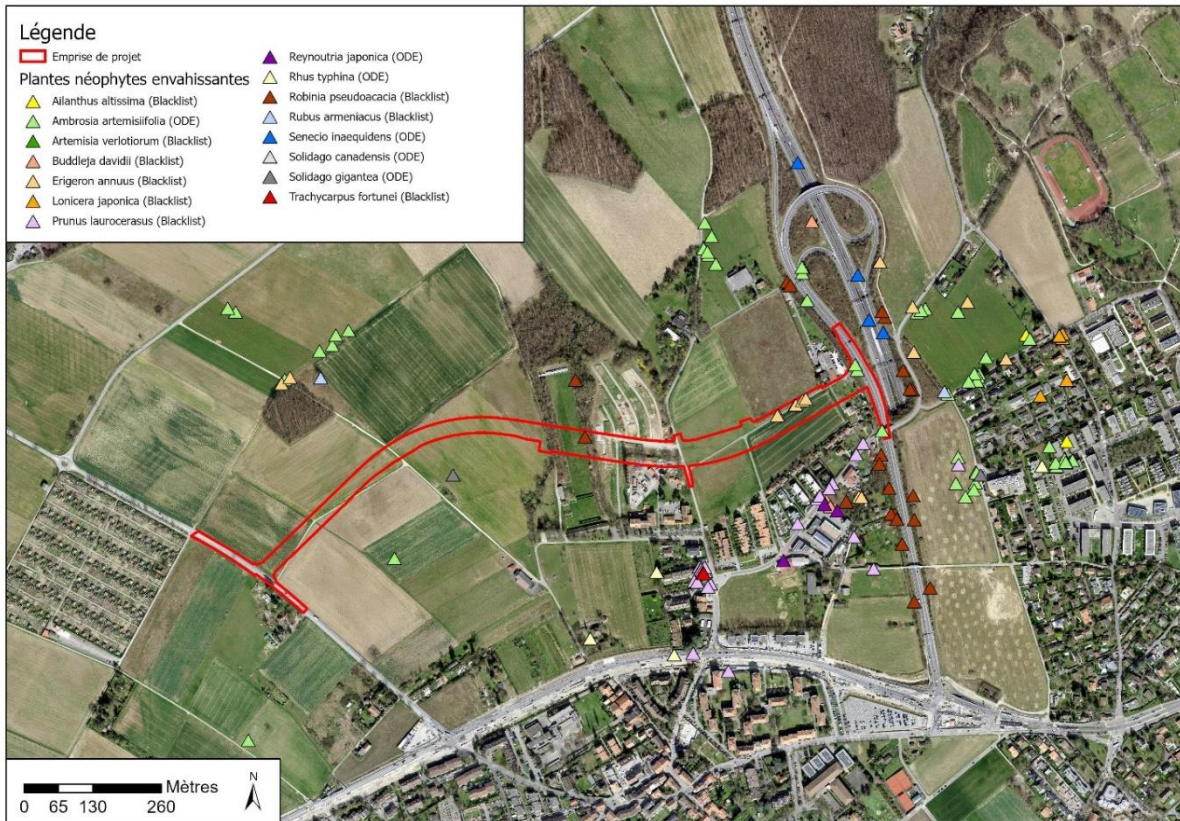 Légende
Emprise de projet
Plantes néophytes envahissantes
Ailanthus altissima (Blacklist)
Ambrosia artemisiifolia (ODE)
Artemisia verlotiorum (Blacklist)
Buddleja davidii (Blacklist)
Erigeron annuus (Blacklist)
Lonicera japonica (Blacklist)
Prunus laurocerasus (Blacklist)
Reynoutria japonica (ODE)
Rhus typhina (ODE)
Robinia pseudoacacia (Blacklist)
Rubus armeniacus (Blacklist)
Senecio inaequidens (ODE)
Solidago canadensis (ODE)
Solidago gigantea (ODE)
Trachycarpus fortunei (Blacklist)
Mètres
0 65 130 260
N